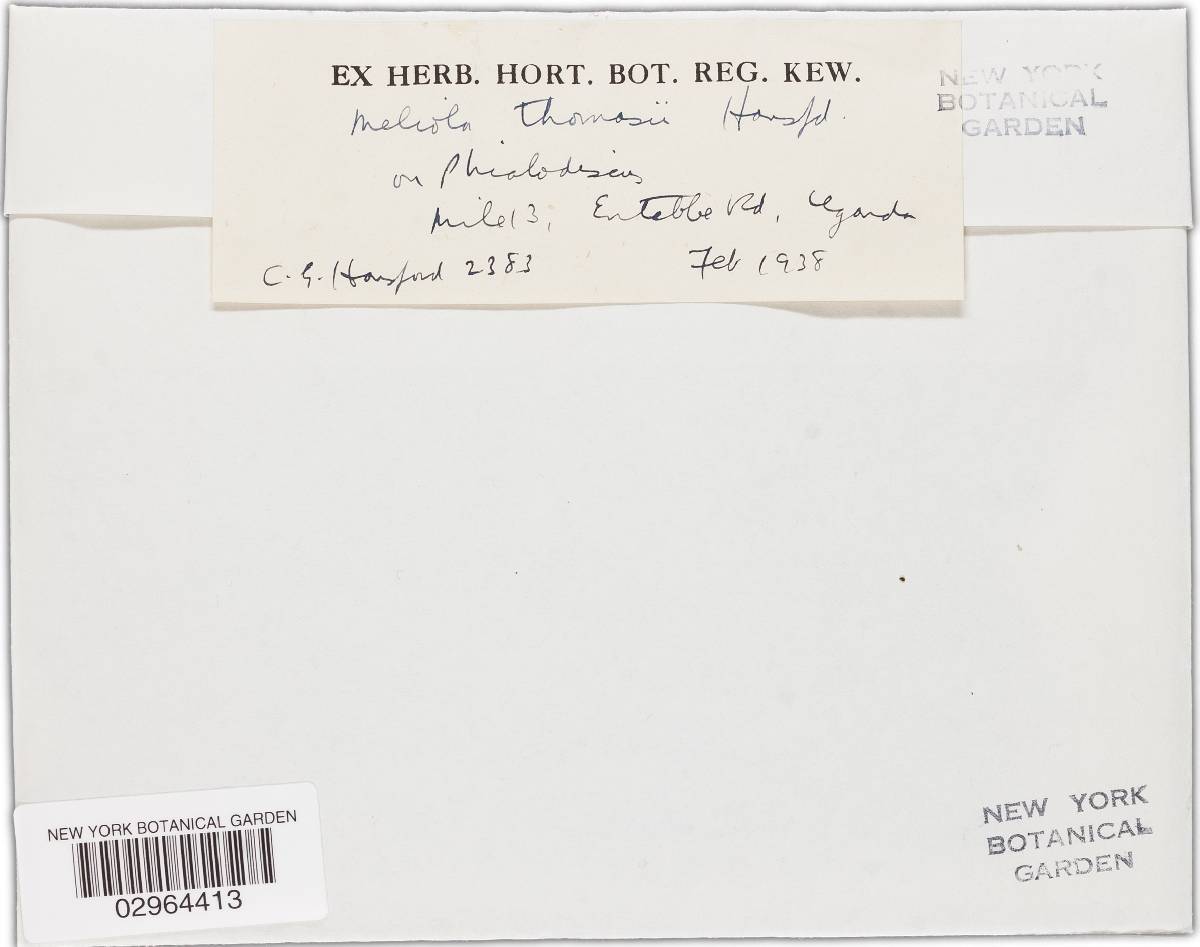 EX HERB. HORT. BOT. REG. KEW.
Meliola thomasii Hansfd.
on Phialodiscus
Mile 13, Entebbe Rd, Uganda
C. G. Hansford 2383 Feb 1938
NEW YORK
BOTANICAL
GARDEN
NEW YORK BOTANICAL GARDEN
02964413
NEW YORK
BOTANICAL
GARDEN